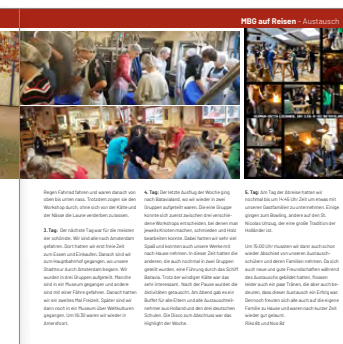 MBG auf Reisen - Austausch
Regen Fahrrad fahren und waren danach von
oben bis unten nass. Trotzdem zogen sie den
Workshop durch, ohne sich von der Kälte und
der Nässe die Laune verderben zu lassen.
3. Tag: Der nächste Tag war für die meisten
der schönste. Wir sind alle nach Amsterdam
gefahren. Dort hatten wir erst freie Zeit
zum Essen und Einkaufen. Danach sind wir
zum Hauptbahnhof gegangen, wo unsere
Stadttour durch Amsterdam begann. Wir
wurden in drei Gruppen aufgeteilt. Manche
sind in ein Museum gegangen und andere
sind mit einer Fähre gefahren. Danach hatten
wir ein zweites Mal Freizeit. Später sind wir
dann noch in ein Museum über Weltkulturen
gegangen. Um 18:30 waren wir wieder in
Amersfoort.
4. Tag: Der letzte Ausflug der Woche ging
nach Bataviasland, wo wir wieder in zwei
Gruppen aufgeteilt waren. Die eine Gruppe
konnte sich zuerst zwischen drei verschie-
dene Workshops entscheiden, bei denen man
jeweils Knoten machen, schmieden und Holz
bearbeiten konnte. Dabei hatten wir sehr viel
Spaß und konnten auch unsere Werke mit
nach Hause nehmen. In dieser Zeit hatten die
anderen, die auch nochmal in zwei Gruppen
geteilt wurden, eine Führung durch das Schiff
Batavia. Trotz der windigen Kälte war das
sehr interessant. Nach der Pause wurden die
Aktivitäten getauscht. Am Abend gab es ein
Buffet für alle Eltern und alle Austauschteil-
nehmer aus Holland und den drei deutschen
Schulen. Die Disco zum Abschluss war das
Highlight der Woche.
5. Tag: Am Tag der Abreise hatten wir
nochmal bis um 14:45 Uhr Zeit um etwas mit
unseren Gastfamilien zu unternehmen. Einige
gingen zum Bowling, andere auf den St.
Nicolas Umzug, der eine große Tradition der
Holländer ist.
Um 15:00 Uhr mussten wir dann auch schon
wieder Abschied von unseren Austausch-
schülern und deren Familien nehmen. Da sich
auch neue und gute Freundschaften während
des Austauschs gebildet hatten, flossen
leider auch ein paar Tränen, die aber auch be-
deuten, dass dieser Austausch ein Erfolg war.
Dennoch freuten sich alle auch auf die eigene
Familie zu Hause und waren nach kurzer Zeit
wieder gut gelaunt.